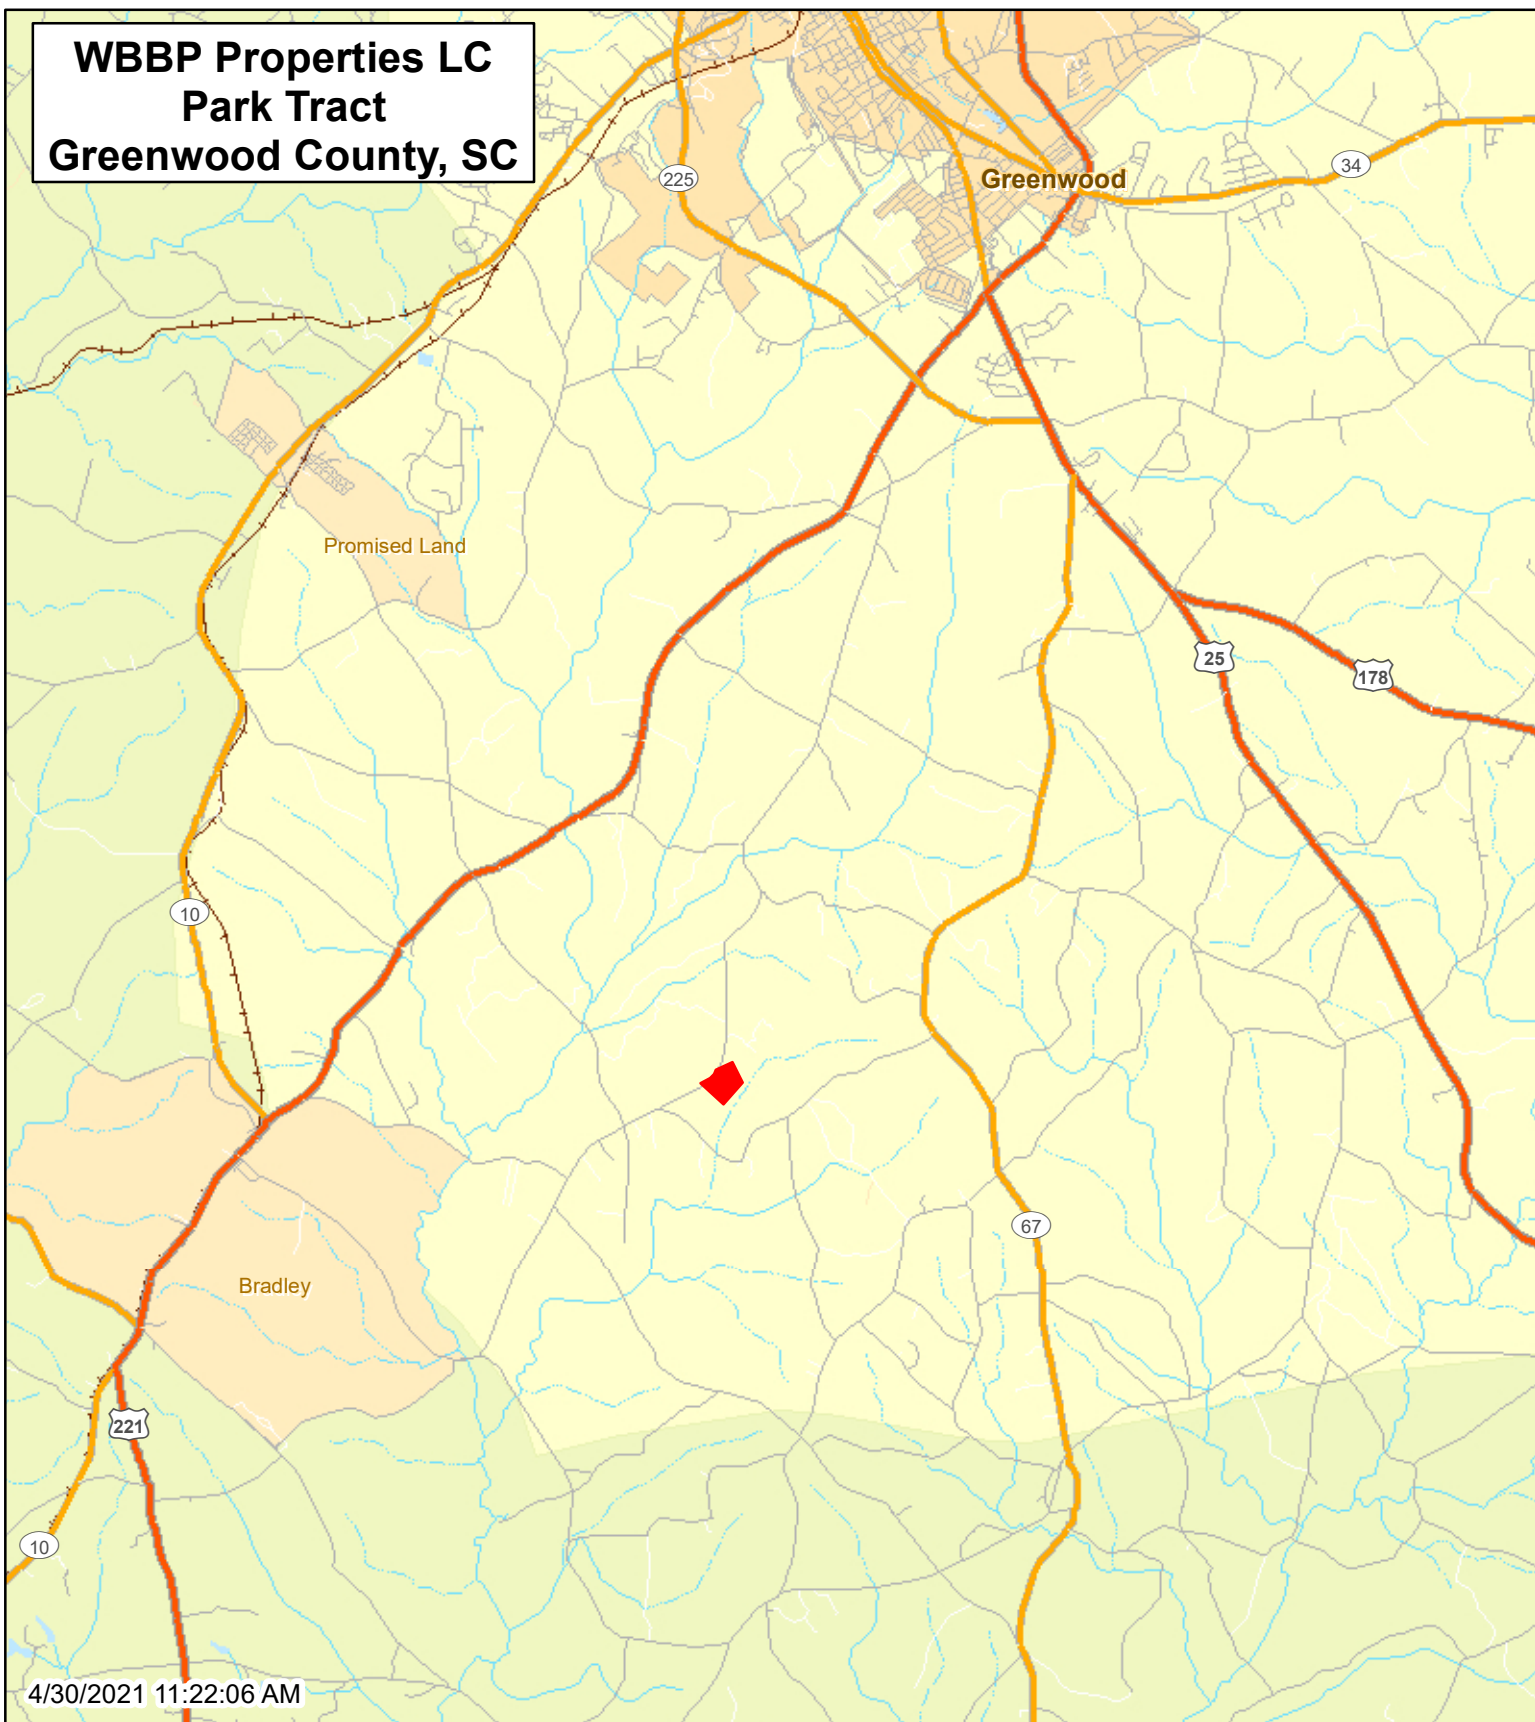 WBBP Properties LC
Park Tract
Greenwood County, SC
225
Greenwood
34
Promised Land
25
178
10
67
Bradley
221
10
4/30/2021 11:22:06 AM